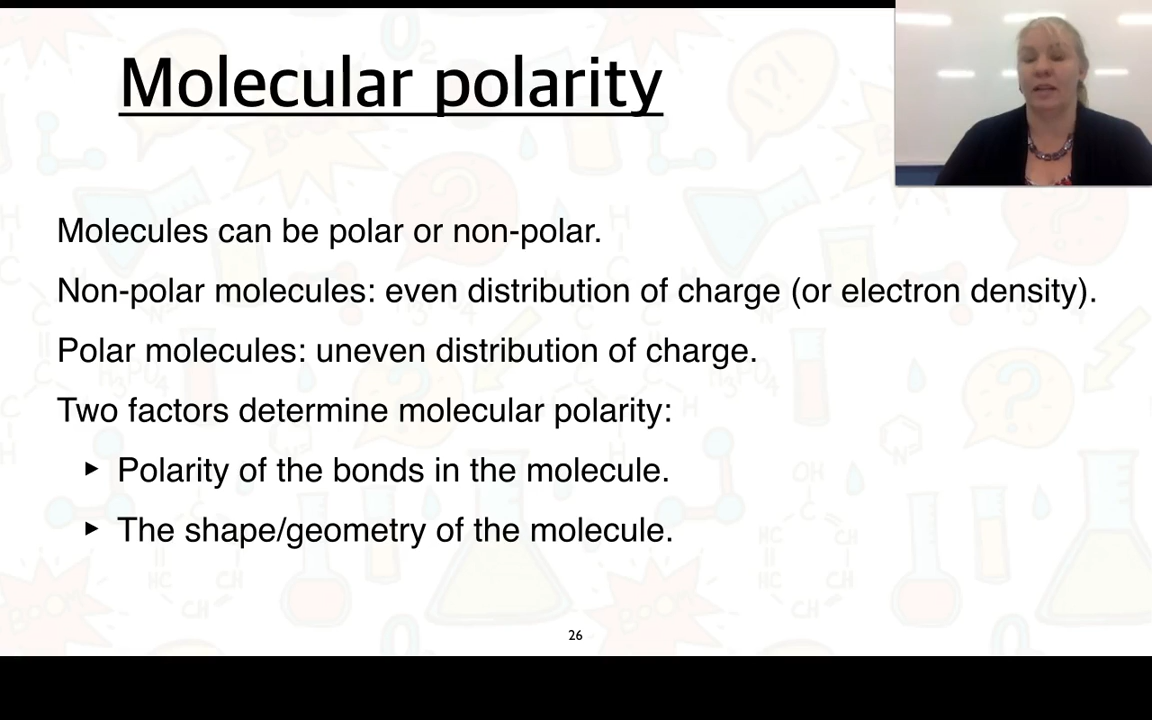 Molecular polarity
Molecules can be polar or non-polar.
Non-polar molecules: even distribution of charge (or electron density).
Polar molecules: uneven distribution of charge.
Two factors determine molecular polarity:
‣ Polarity of the bonds in the molecule.
‣ The shape/geometry of the molecule.
26